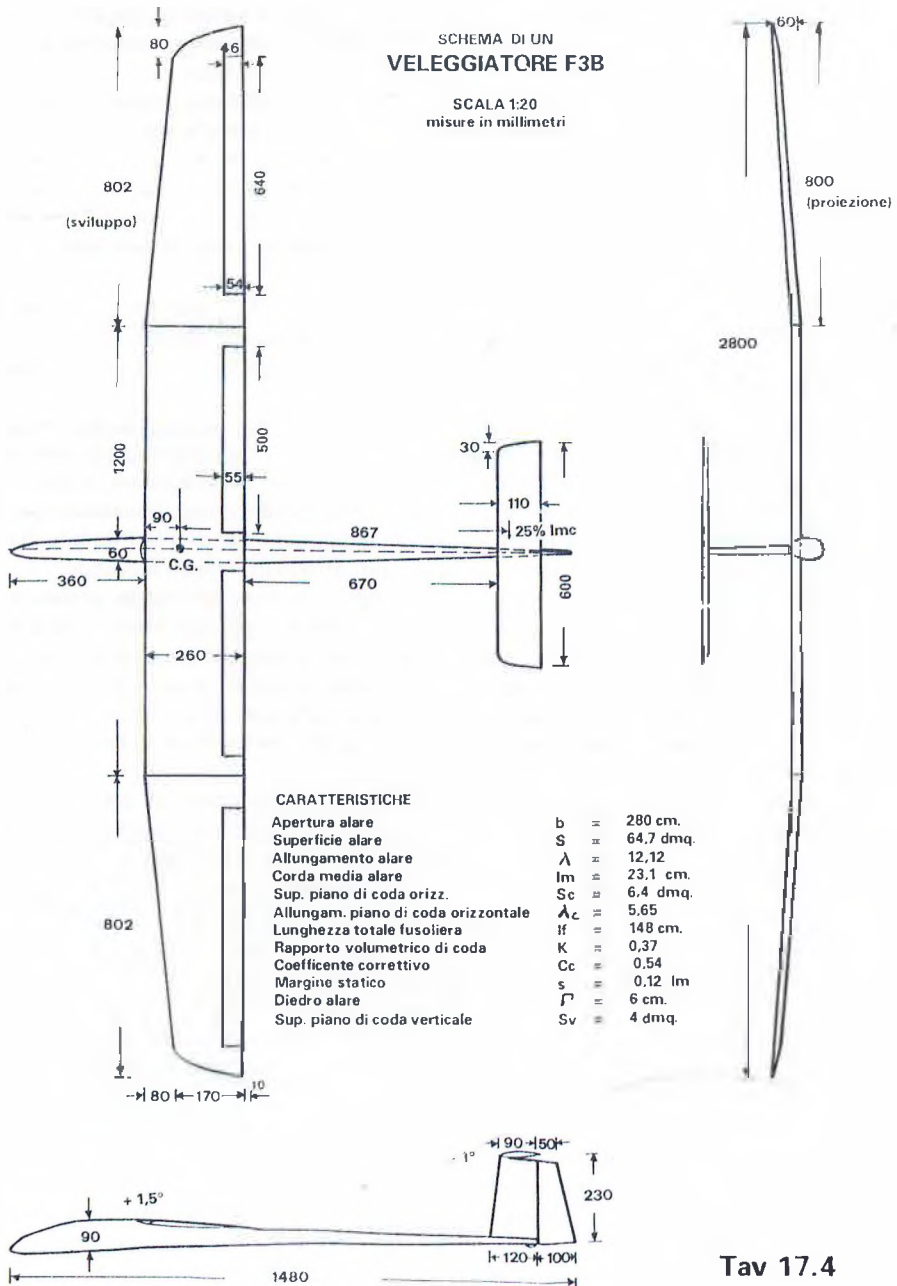 SCHEMA DI UN
VELEGGIATORE F3B
SCALA 1:20
misure in millimetri
80
46
60
802
(sviluppo)
640
800
(proiezione)
54
2800
1200
500
55
30
110
25% lmc
90
867
60
C.G.
360
670
600
260
CARATTERISTICHE
Apertura alare b = 280 cm.
Superficie alare S = 64,7 dmq.
Allungamento alare λ = 12,12
Corda media alare lm = 23,1 cm.
Sup. piano di coda orizz. Sc = 6,4 dmq.
Allungam. piano di coda orizzontale λc = 5,65
Lunghezza totale fusoliera lf = 148 cm.
Rapporto volumetrico di coda K = 0,37
Coefficente correttivo Cc = 0,54
Margine statico s = 0,12 lm
Diedro alare Γ = 6 cm.
Sup. piano di coda verticale Sv = 4 dmq.
802
80 170 10
90 50
- 1°
+ 1,5°
230
90
120 100
1480
Tav 17.4